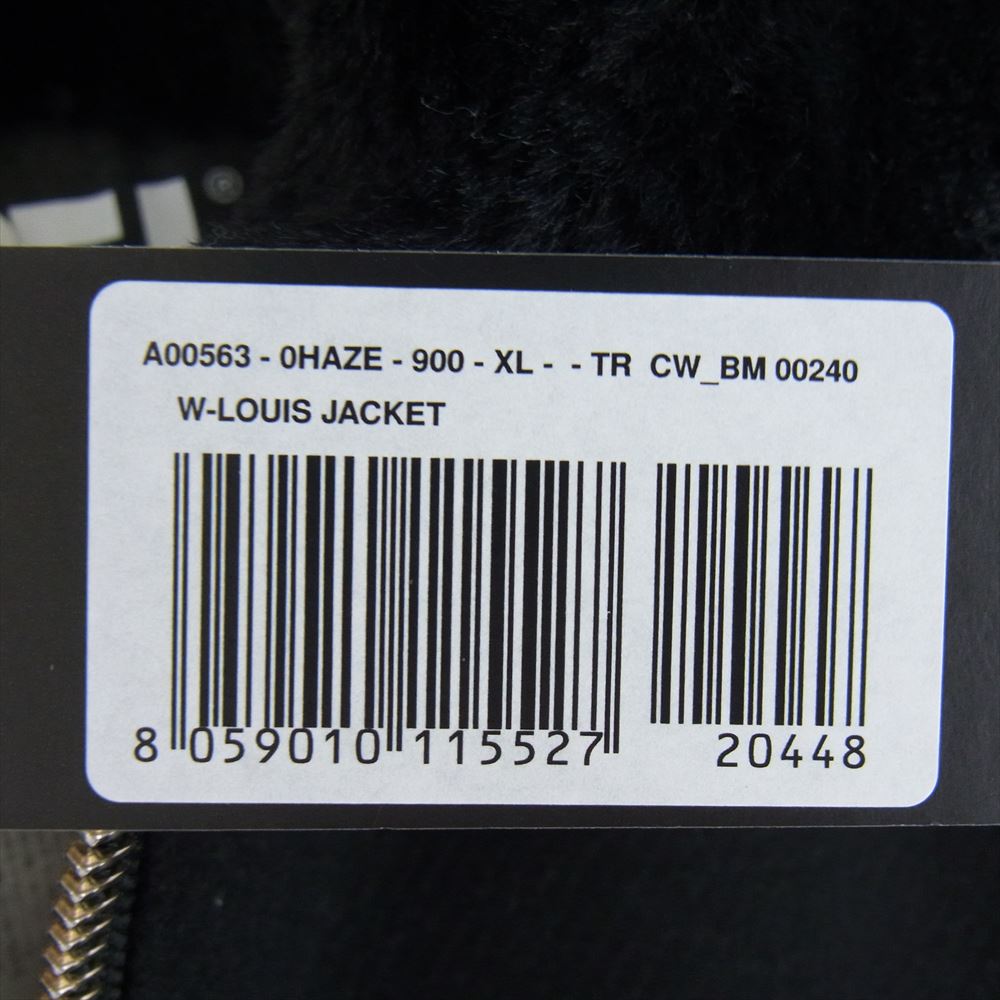 A00563 - 0HAZE - 900 - XL - - TR CW_BM 00240
W-LOUIS JACKET
8 059010 115527 20448